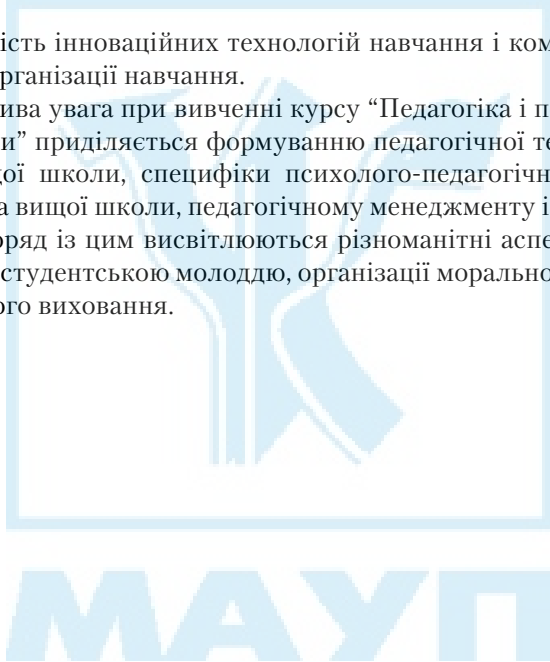 ість інноваційних технологій навчання і ком
рганізації навчання.
ива увага при вивченні курсу “Педагогіка і п
и” приділяється формуванню педагогічної те
ої школи, специфіки психолого-педагогічн
а вищої школи, педагогічному менеджменту і
оряд із цим висвітлюються різноманітні аспе
студентською молоддю, організації морально
ого виховання.
МАУП